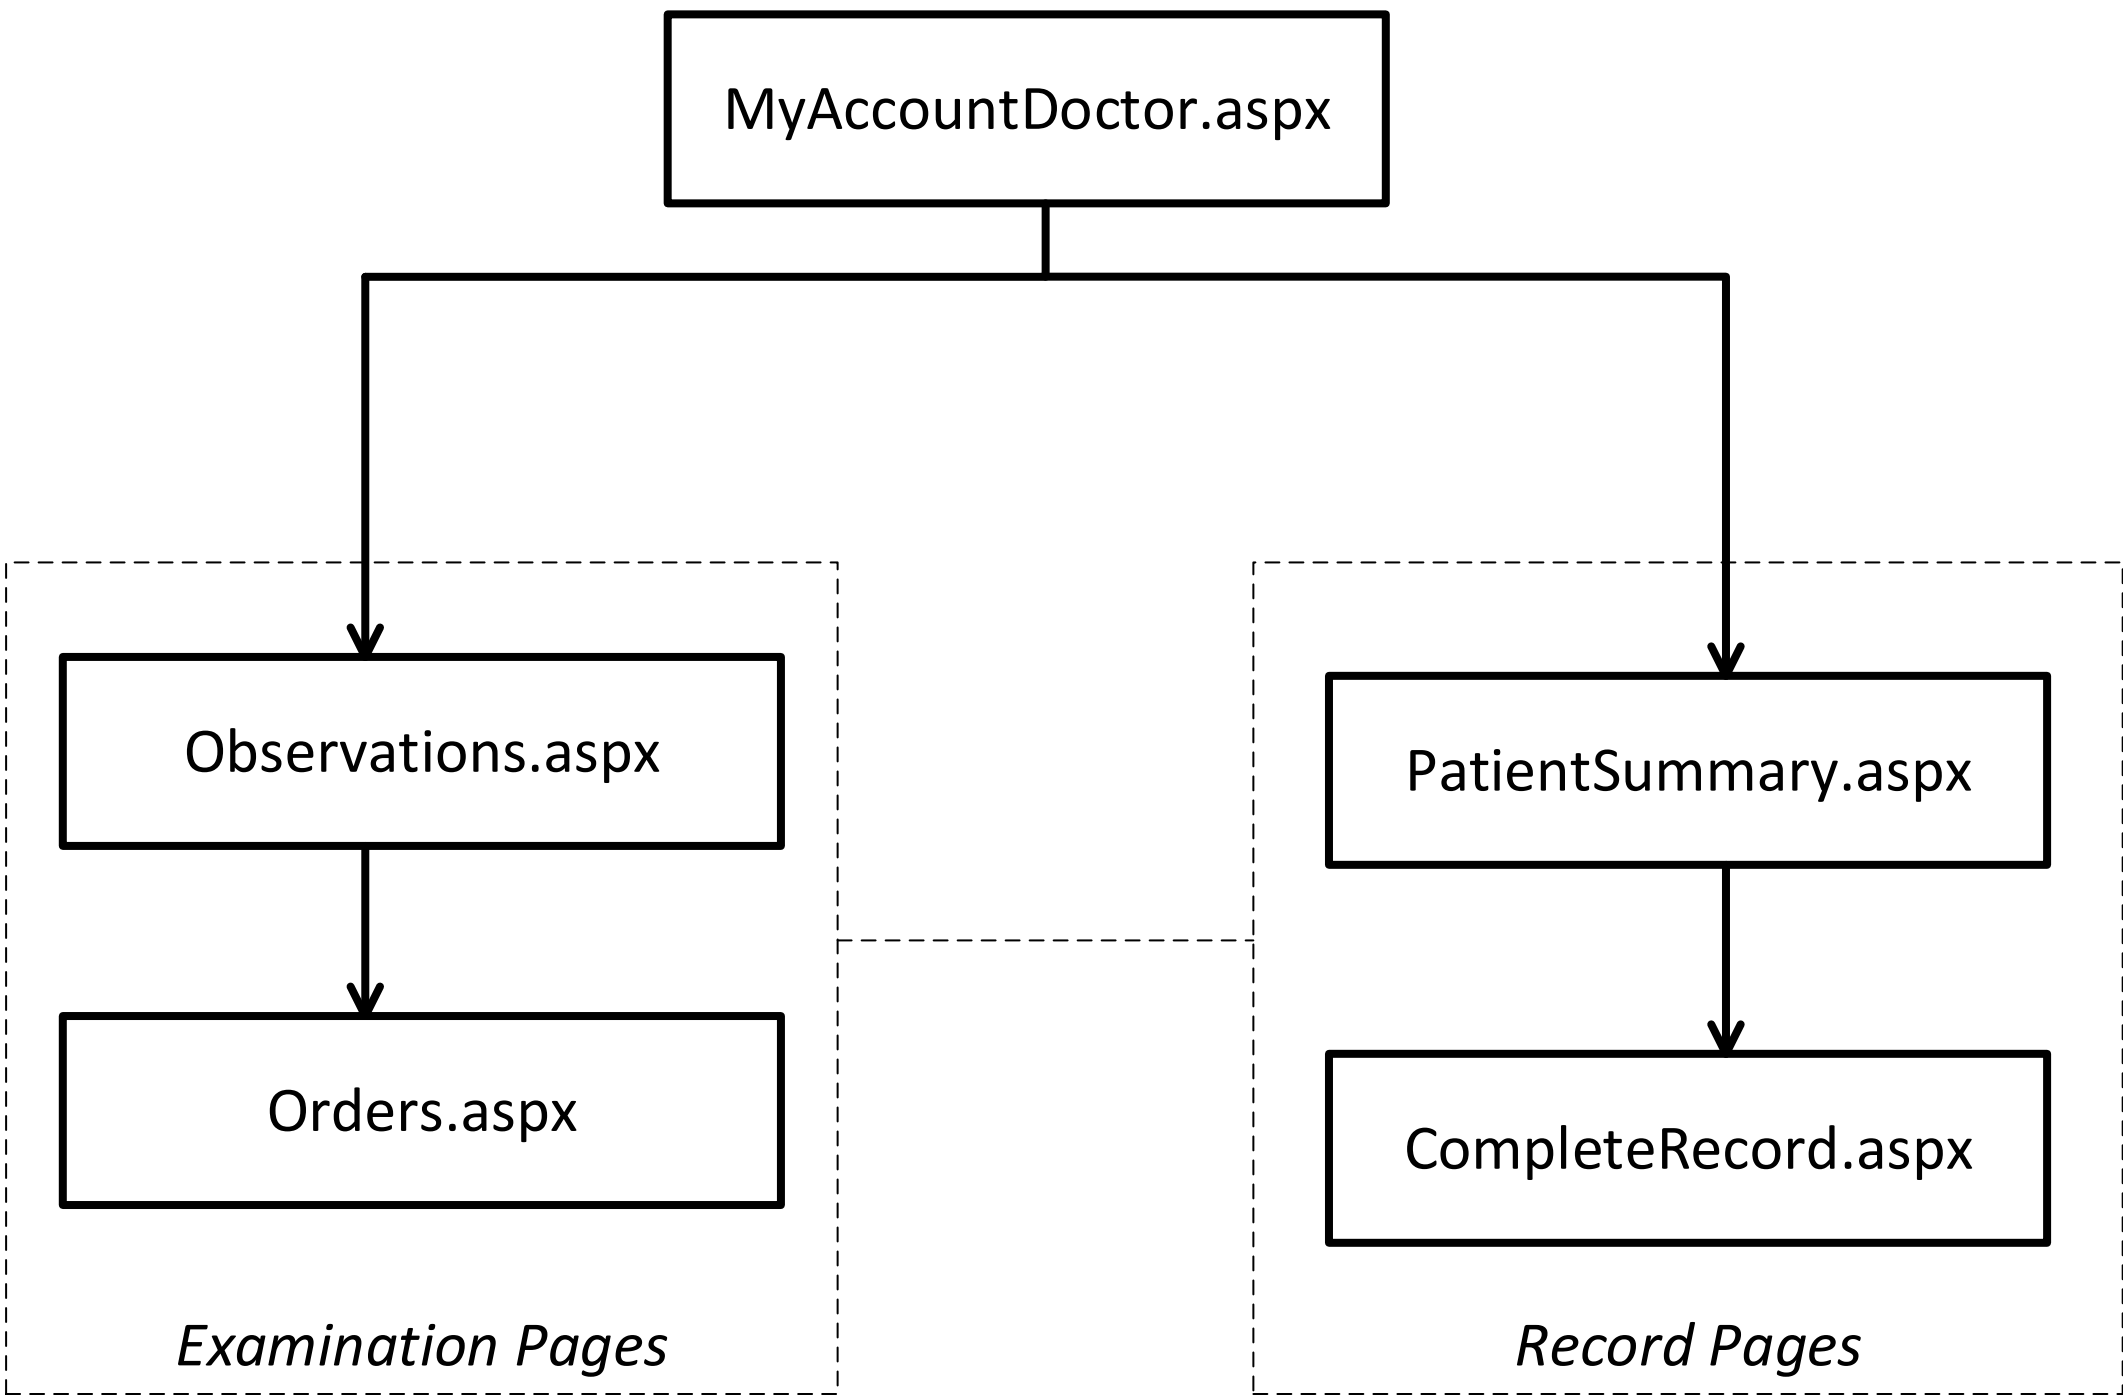 MyAccountDoctor.aspx
Observations.aspx
Orders.aspx
Examination Pages
PatientSummary.aspx
CompleteRecord.aspx
Record Pages